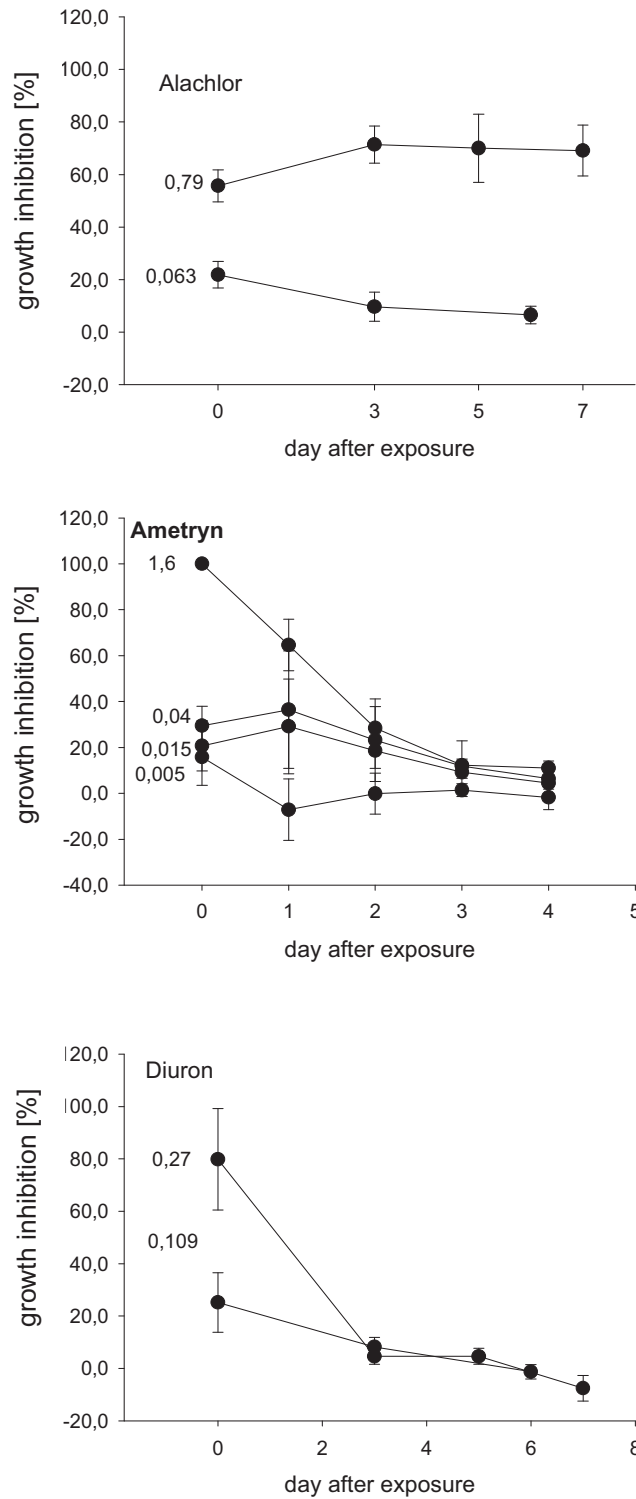 120,0
Alachlor
100,0
80,0
0,79
60,0
40,0
0,063
20,0
0,0
-20,0
growth inhibition [%]
0 3 5 7
day after exposure
120,0
Ametryn
1,6
100,0
80,0
60,0
40,0
0,04
20,0
0,015
0,005
0,0
-20,0
-40,0
growth inhibition [%]
0 1 2 3 4 5
day after exposure
120,0
Diuron
100,0
80,0
0,27
60,0
0,109
40,0
20,0
0,0
-20,0
growth inhibition [%]
0 2 4 6 8
day after exposure